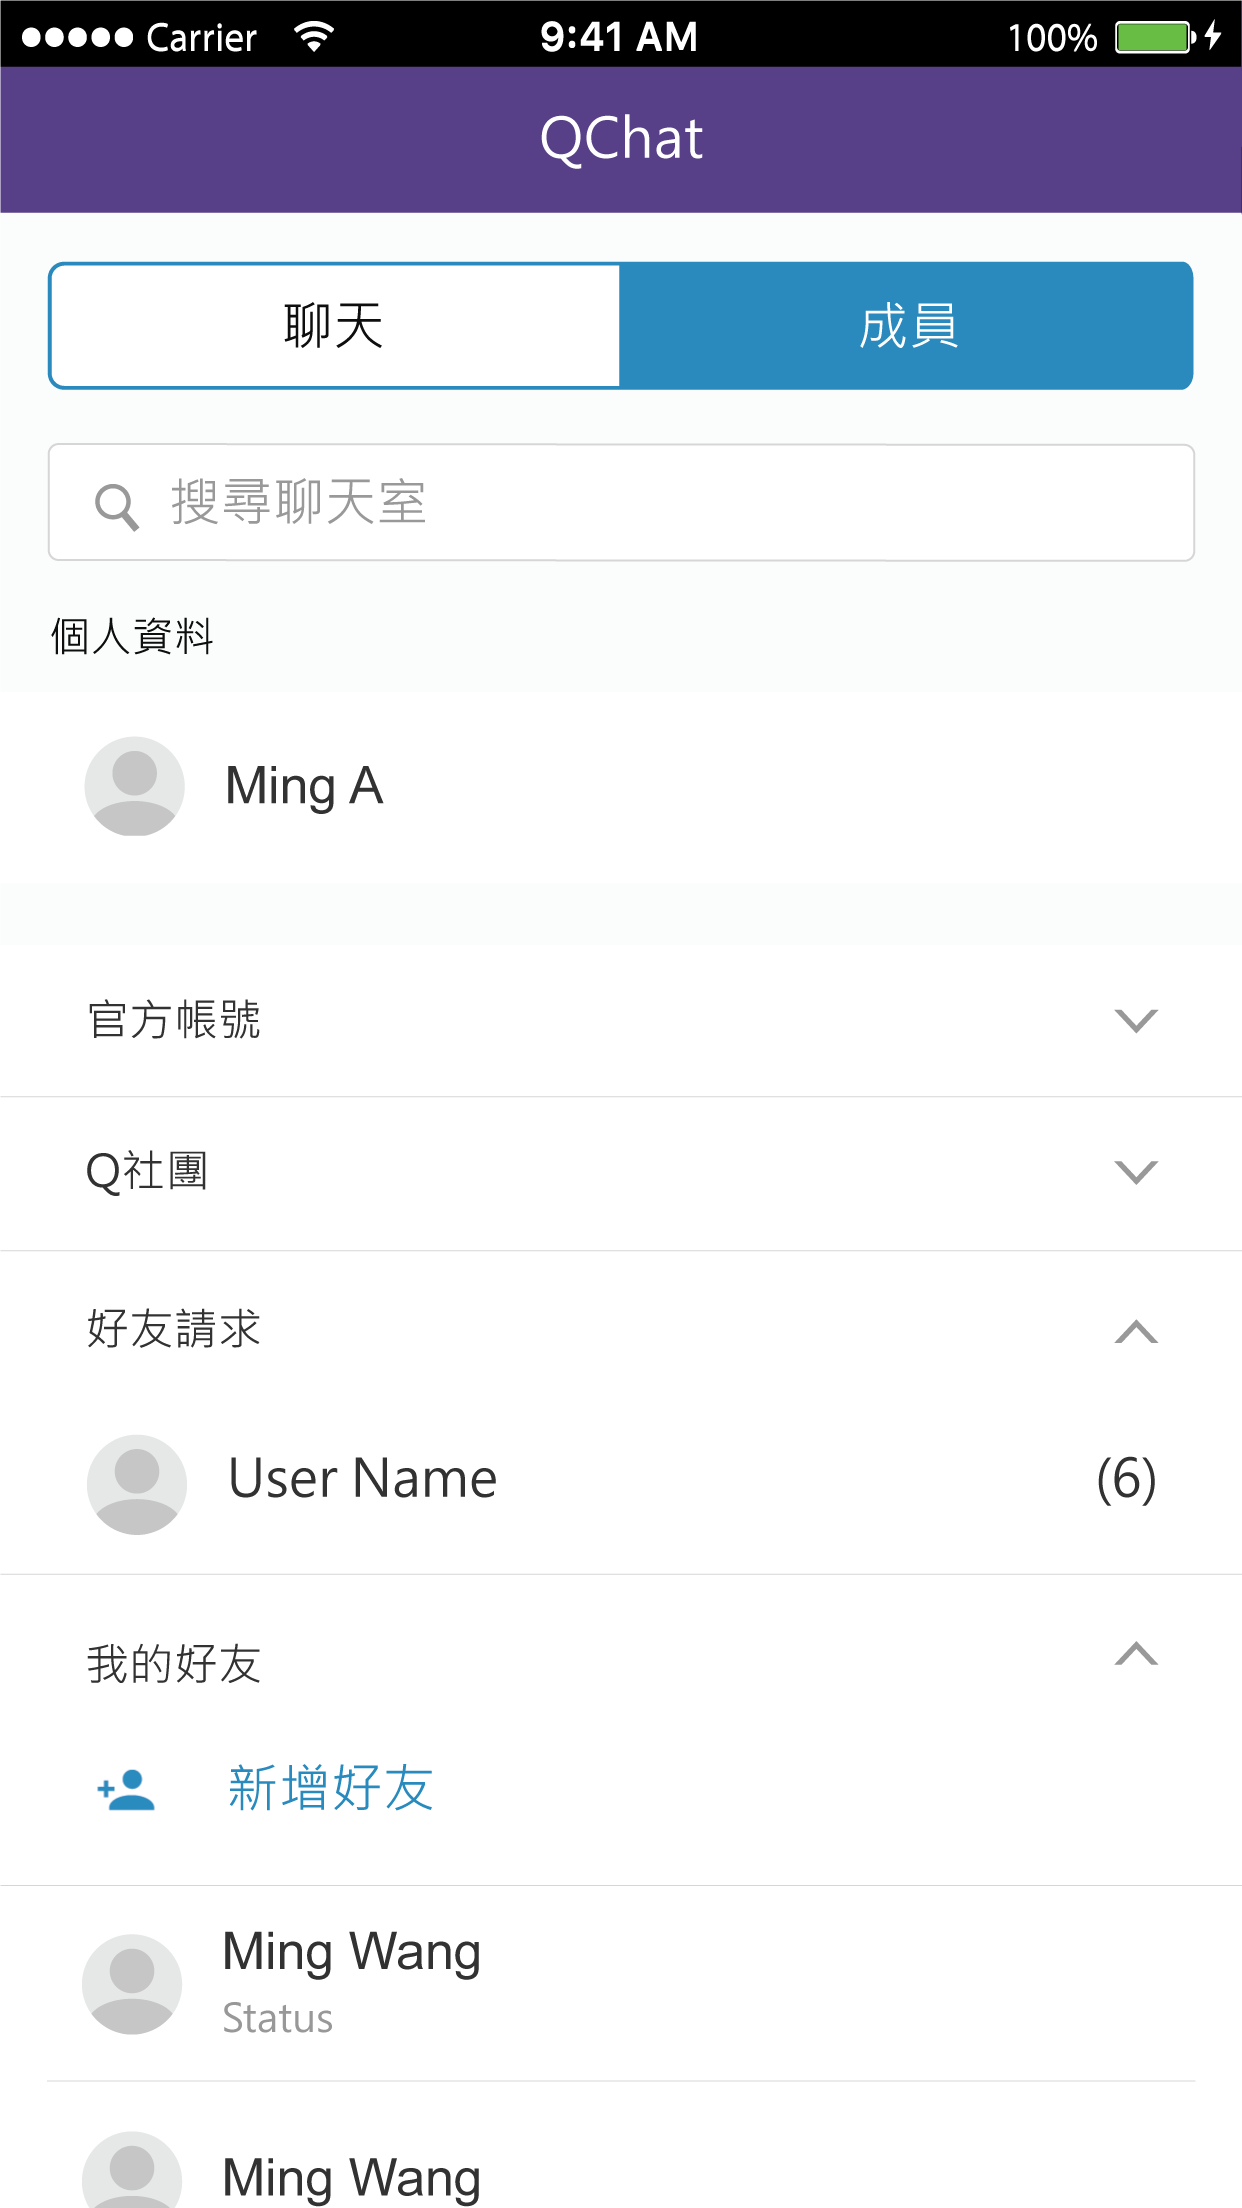 Carrier 9:41 AM 100%
QChat
聊天 成員
搜尋聊天室
個人資料
Ming A
官方帳號
Q社團
好友請求
User Name (6)
我的好友
新增好友
Ming Wang
Status
Ming Wang